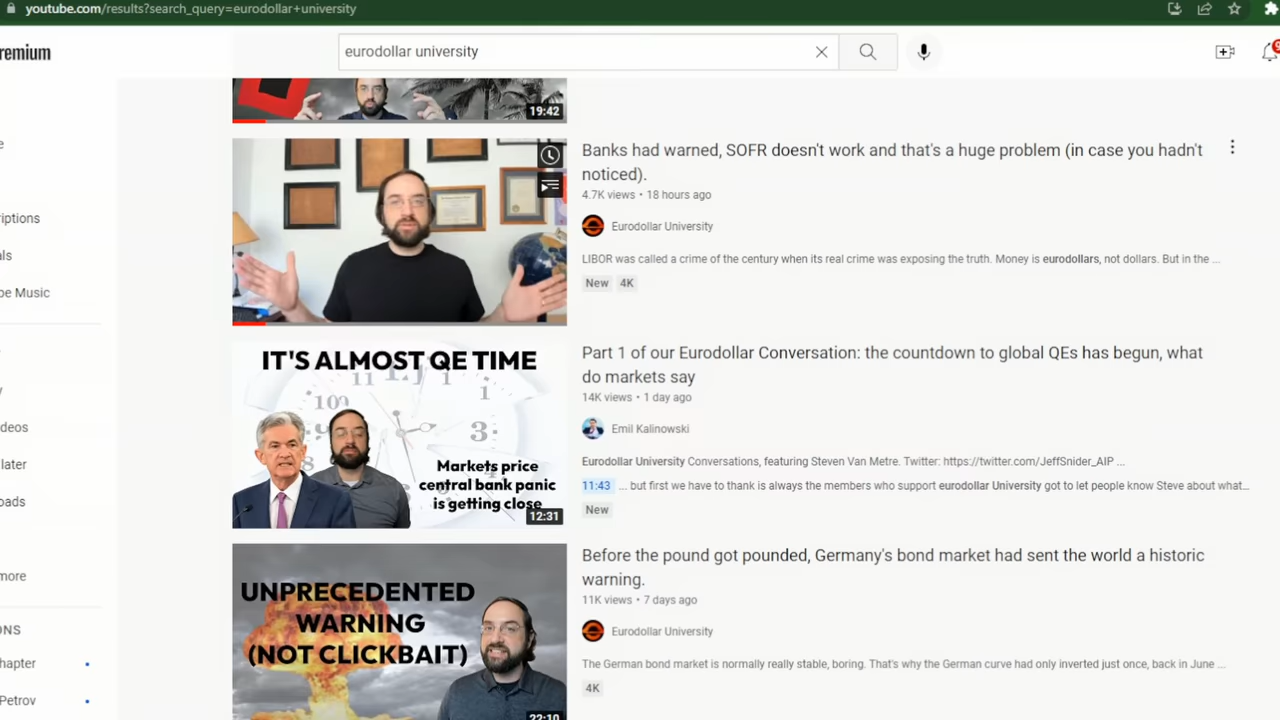 youtube.com/results?search_query=eurodollar+university
remium
eurodollar university
9
19:42
Banks had warned, SOFR doesn't work and that's a huge problem (in case you hadn't
noticed).
4.7K views • 18 hours ago
Eurodollar University
LIBOR was called a crime of the century when its real crime was exposing the truth. Money is eurodollars, not dollars. But in the ...
New 4K
e
riptions
als
be Music
IT'S ALMOST QE TIME
Markets price
central bank panic
is getting close
12:31
Part 1 of our Eurodollar Conversation: the countdown to global QEs has begun, what
do markets say
14K views • 1 day ago
Emil Kalinowski
Eurodollar University Conversations, featuring Steven Van Metre. Twitter: https://twitter.com/JeffSnider_AIP ...
11:43 ... but first we have to thank is always the members who support eurodollar University got to let people know Steve about what...
New
y
deos
later
oads
more
ONS
hapter
Petrov
UNPRECEDENTED
WARNING
(NOT CLICKBAIT)
22:10
Before the pound got pounded, Germany's bond market had sent the world a historic
warning.
11K views • 7 days ago
Eurodollar University
The German bond market is normally really stable, boring. That's why the German curve had only inverted just once, back in June ...
4K